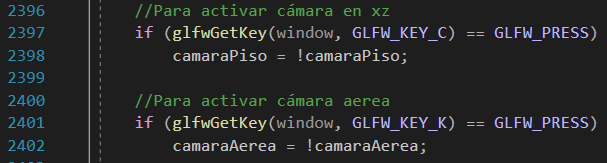 2396 //Para activar cámara en xz
2397 if (glfwGetKey(window, GLFW_KEY_C) == GLFW_PRESS)
2398 camaraPiso = !camaraPiso;
2399
2400 //Para activar cámara aerea
2401 if (glfwGetKey(window, GLFW_KEY_K) == GLFW_PRESS)
2402 camaraAerea = !camaraAerea;